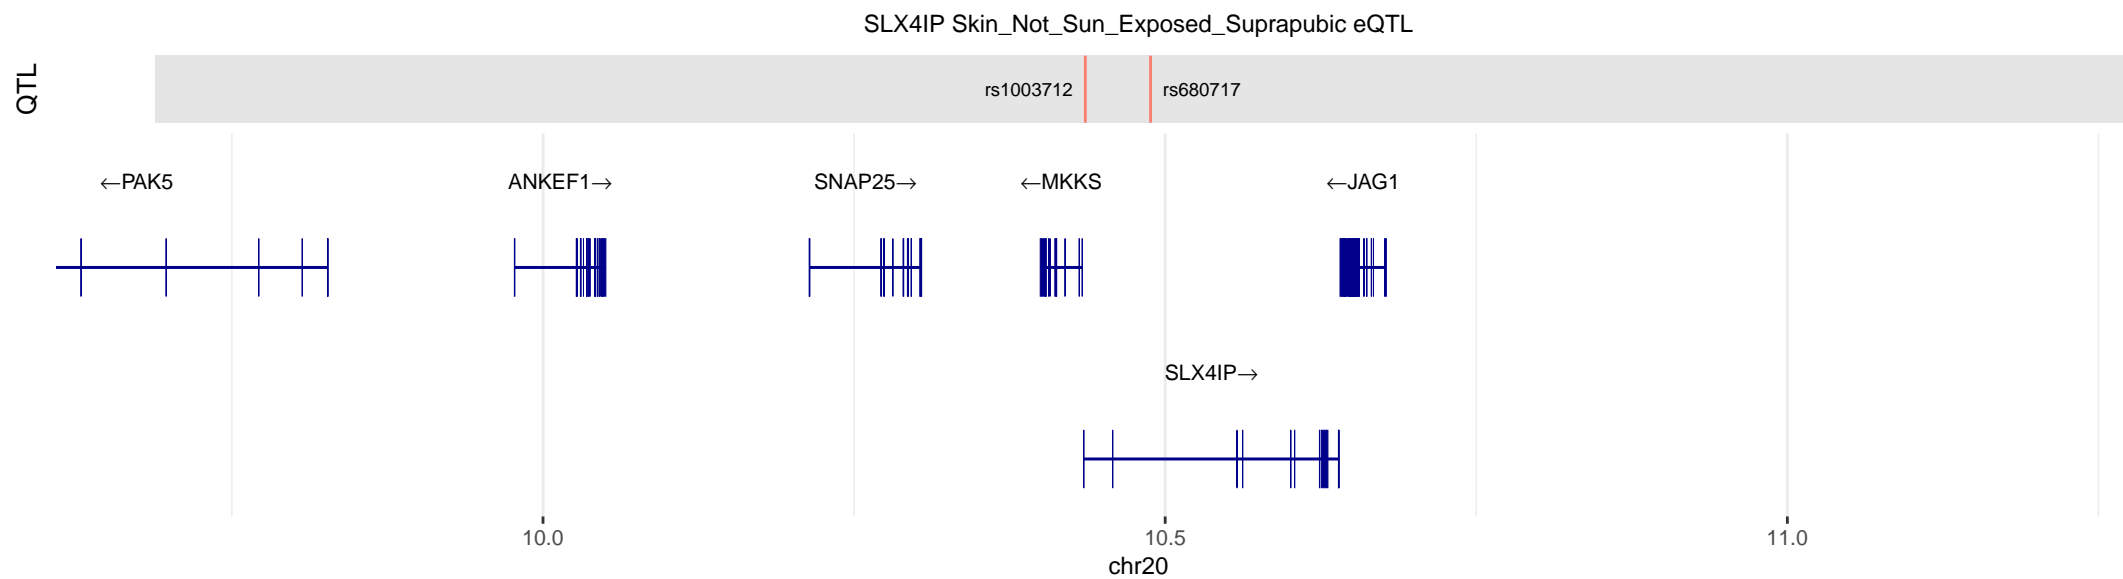 SLX4IP Skin_Not_Sun_Exposed_Suprapubic eQTL
QTL
rs1003712 rs680717
←PAK5 ANKEF1→ SNAP25→ ←MKKS ←JAG1
SLX4IP→
10.0 10.5 11.0
chr20